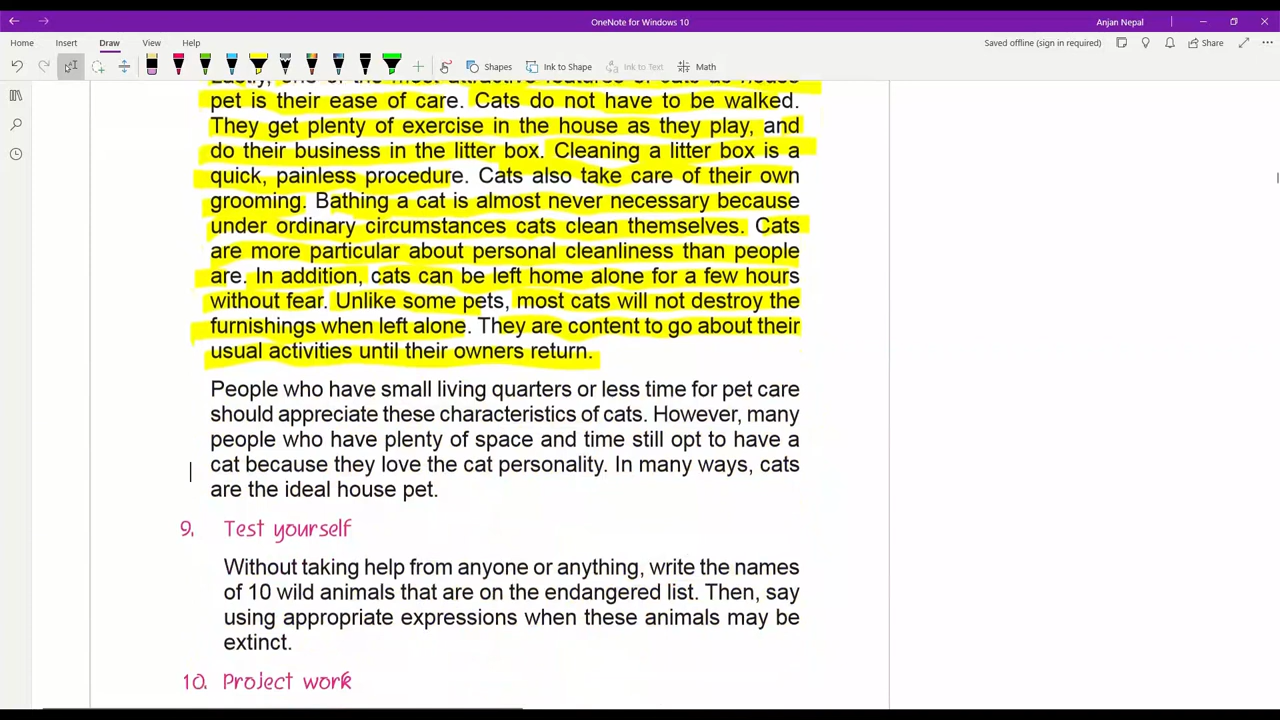 OneNote for Windows 10
Anjan Nepal
Home Insert Draw View Help
Saved offline (sign in required)
Share
Shapes
Ink to Shape
Ink to Text
Math
Lastly, one of the most attractive features of cats as house
pet is their ease of care. Cats do not have to be walked.
They get plenty of exercise in the house as they play, and
do their business in the litter box. Cleaning a litter box is a
quick, painless procedure. Cats also take care of their own
grooming. Bathing a cat is almost never necessary because
under ordinary circumstances cats clean themselves. Cats
are more particular about personal cleanliness than people
are. In addition, cats can be left home alone for a few hours
without fear. Unlike some pets, most cats will not destroy the
furnishings when left alone. They are content to go about their
usual activities until their owners return.
People who have small living quarters or less time for pet care
should appreciate these characteristics of cats. However, many
people who have plenty of space and time still opt to have a
cat because they love the cat personality. In many ways, cats
are the ideal house pet.
9. Test yourself
Without taking help from anyone or anything, write the names
of 10 wild animals that are on the endangered list. Then, say
using appropriate expressions when these animals may be
extinct.
10. Project work